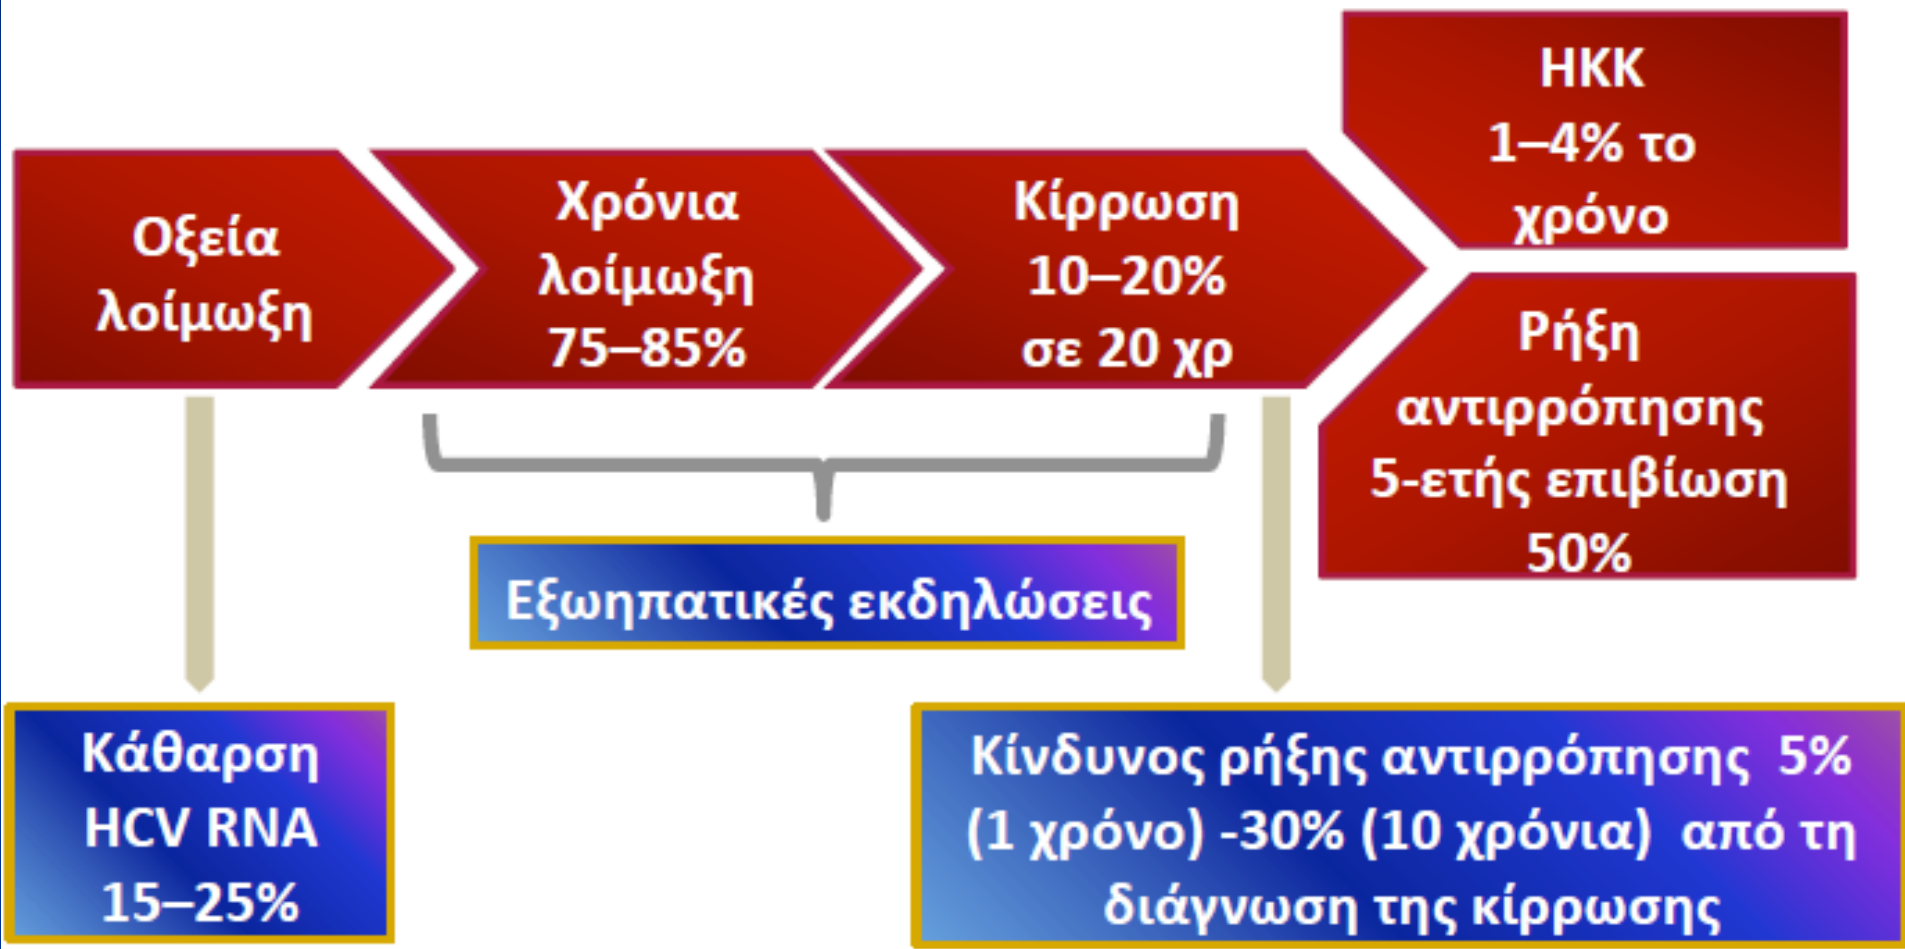 Οξεία
λοίμωξη
Χρόνια
λοίμωξη
75–85%
Κίρρωση
10–20%
σε 20 χρ
ΗΚΚ
1–4% το
χρόνο
Ρήξη
αντιρρόπησης
5-ετής επιβίωση
50%
Εξωηπατικές εκδηλώσεις
Κάθαρση
HCV RNA
15–25%
Κίνδυνος ρήξης αντιρρόπησης 5%
(1 χρόνο) -30% (10 χρόνια) από τη
διάγνωση της κίρρωσης